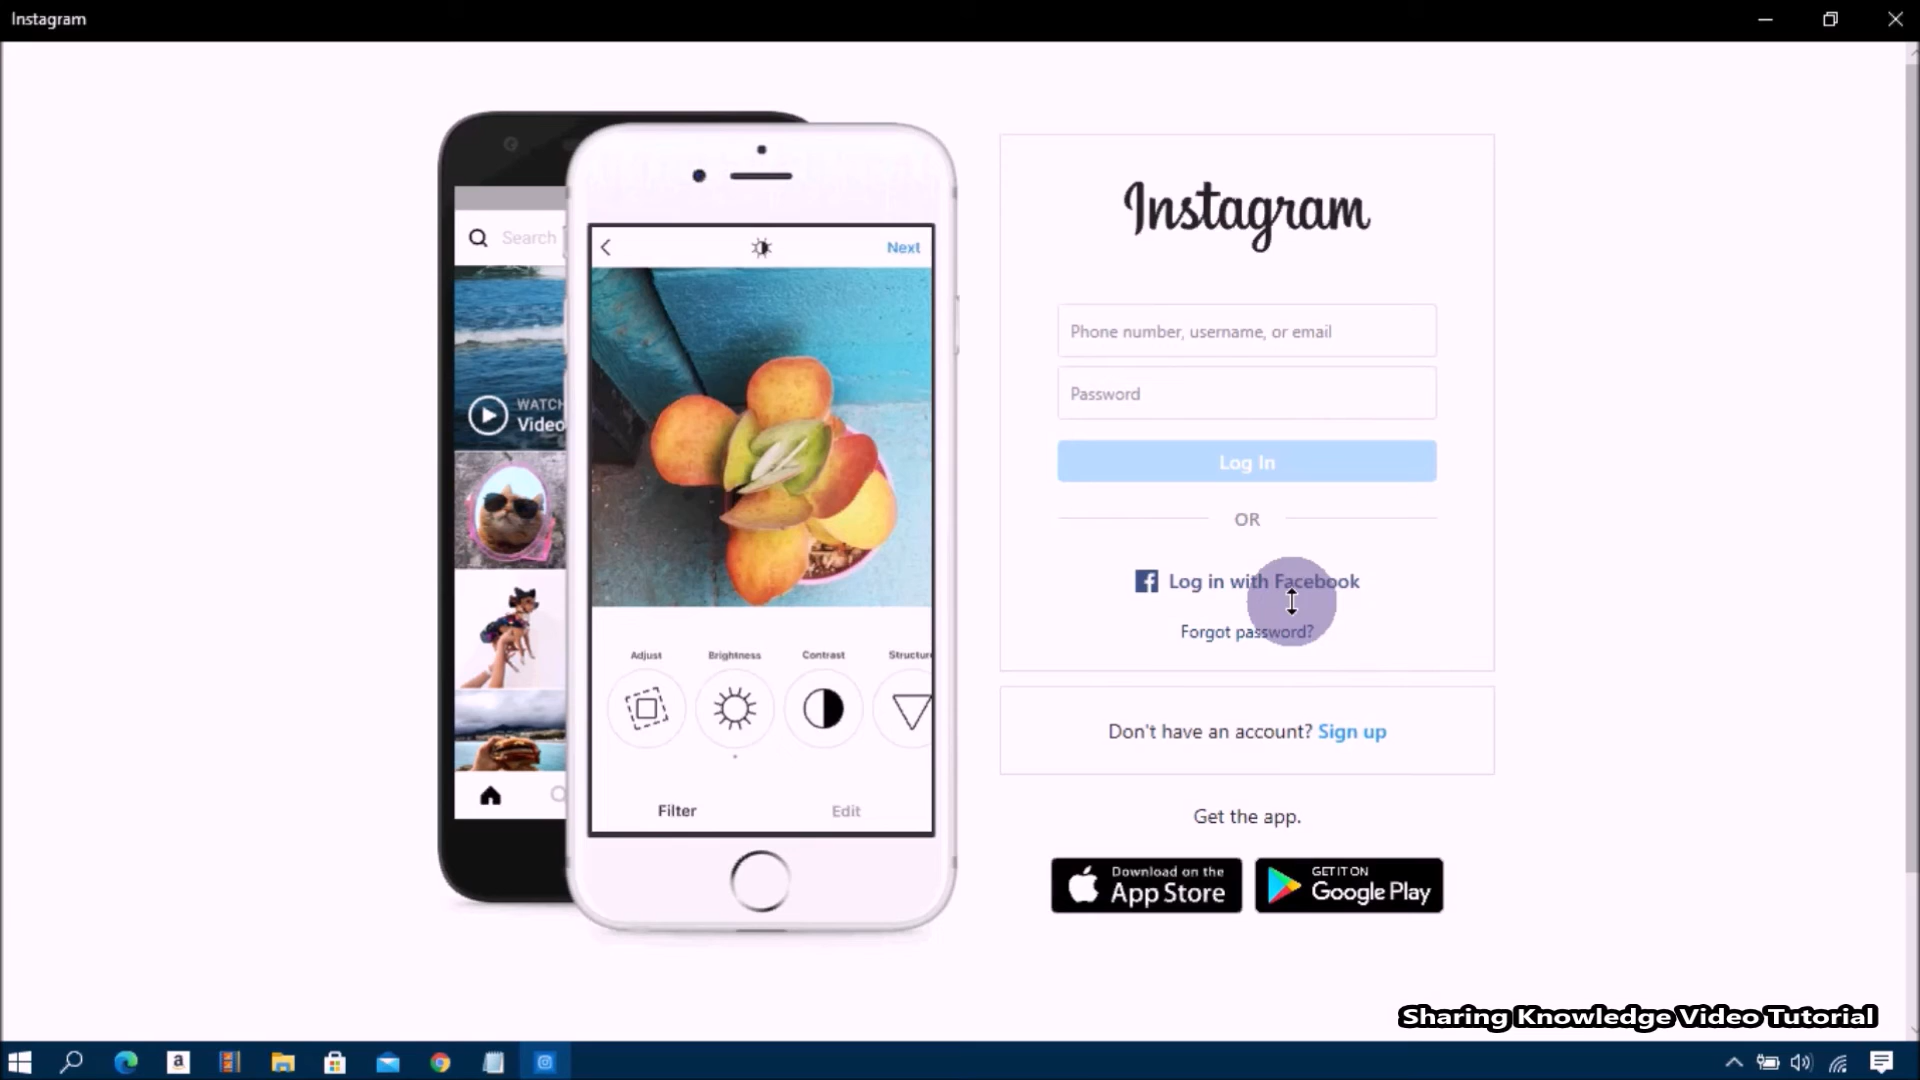 Instagram
Search
WATCH
Video
Next
Adjust
Brightness
Contrast
Structure
Filter
Edit
Instagram
Phone number, username, or email
Password
Log In
OR
Log in with Facebook
Forgot password?
Don't have an account? Sign up
Get the app.
Download on the
App Store
GET IT ON
Google Play
Sharing Knowledge Video Tutorial